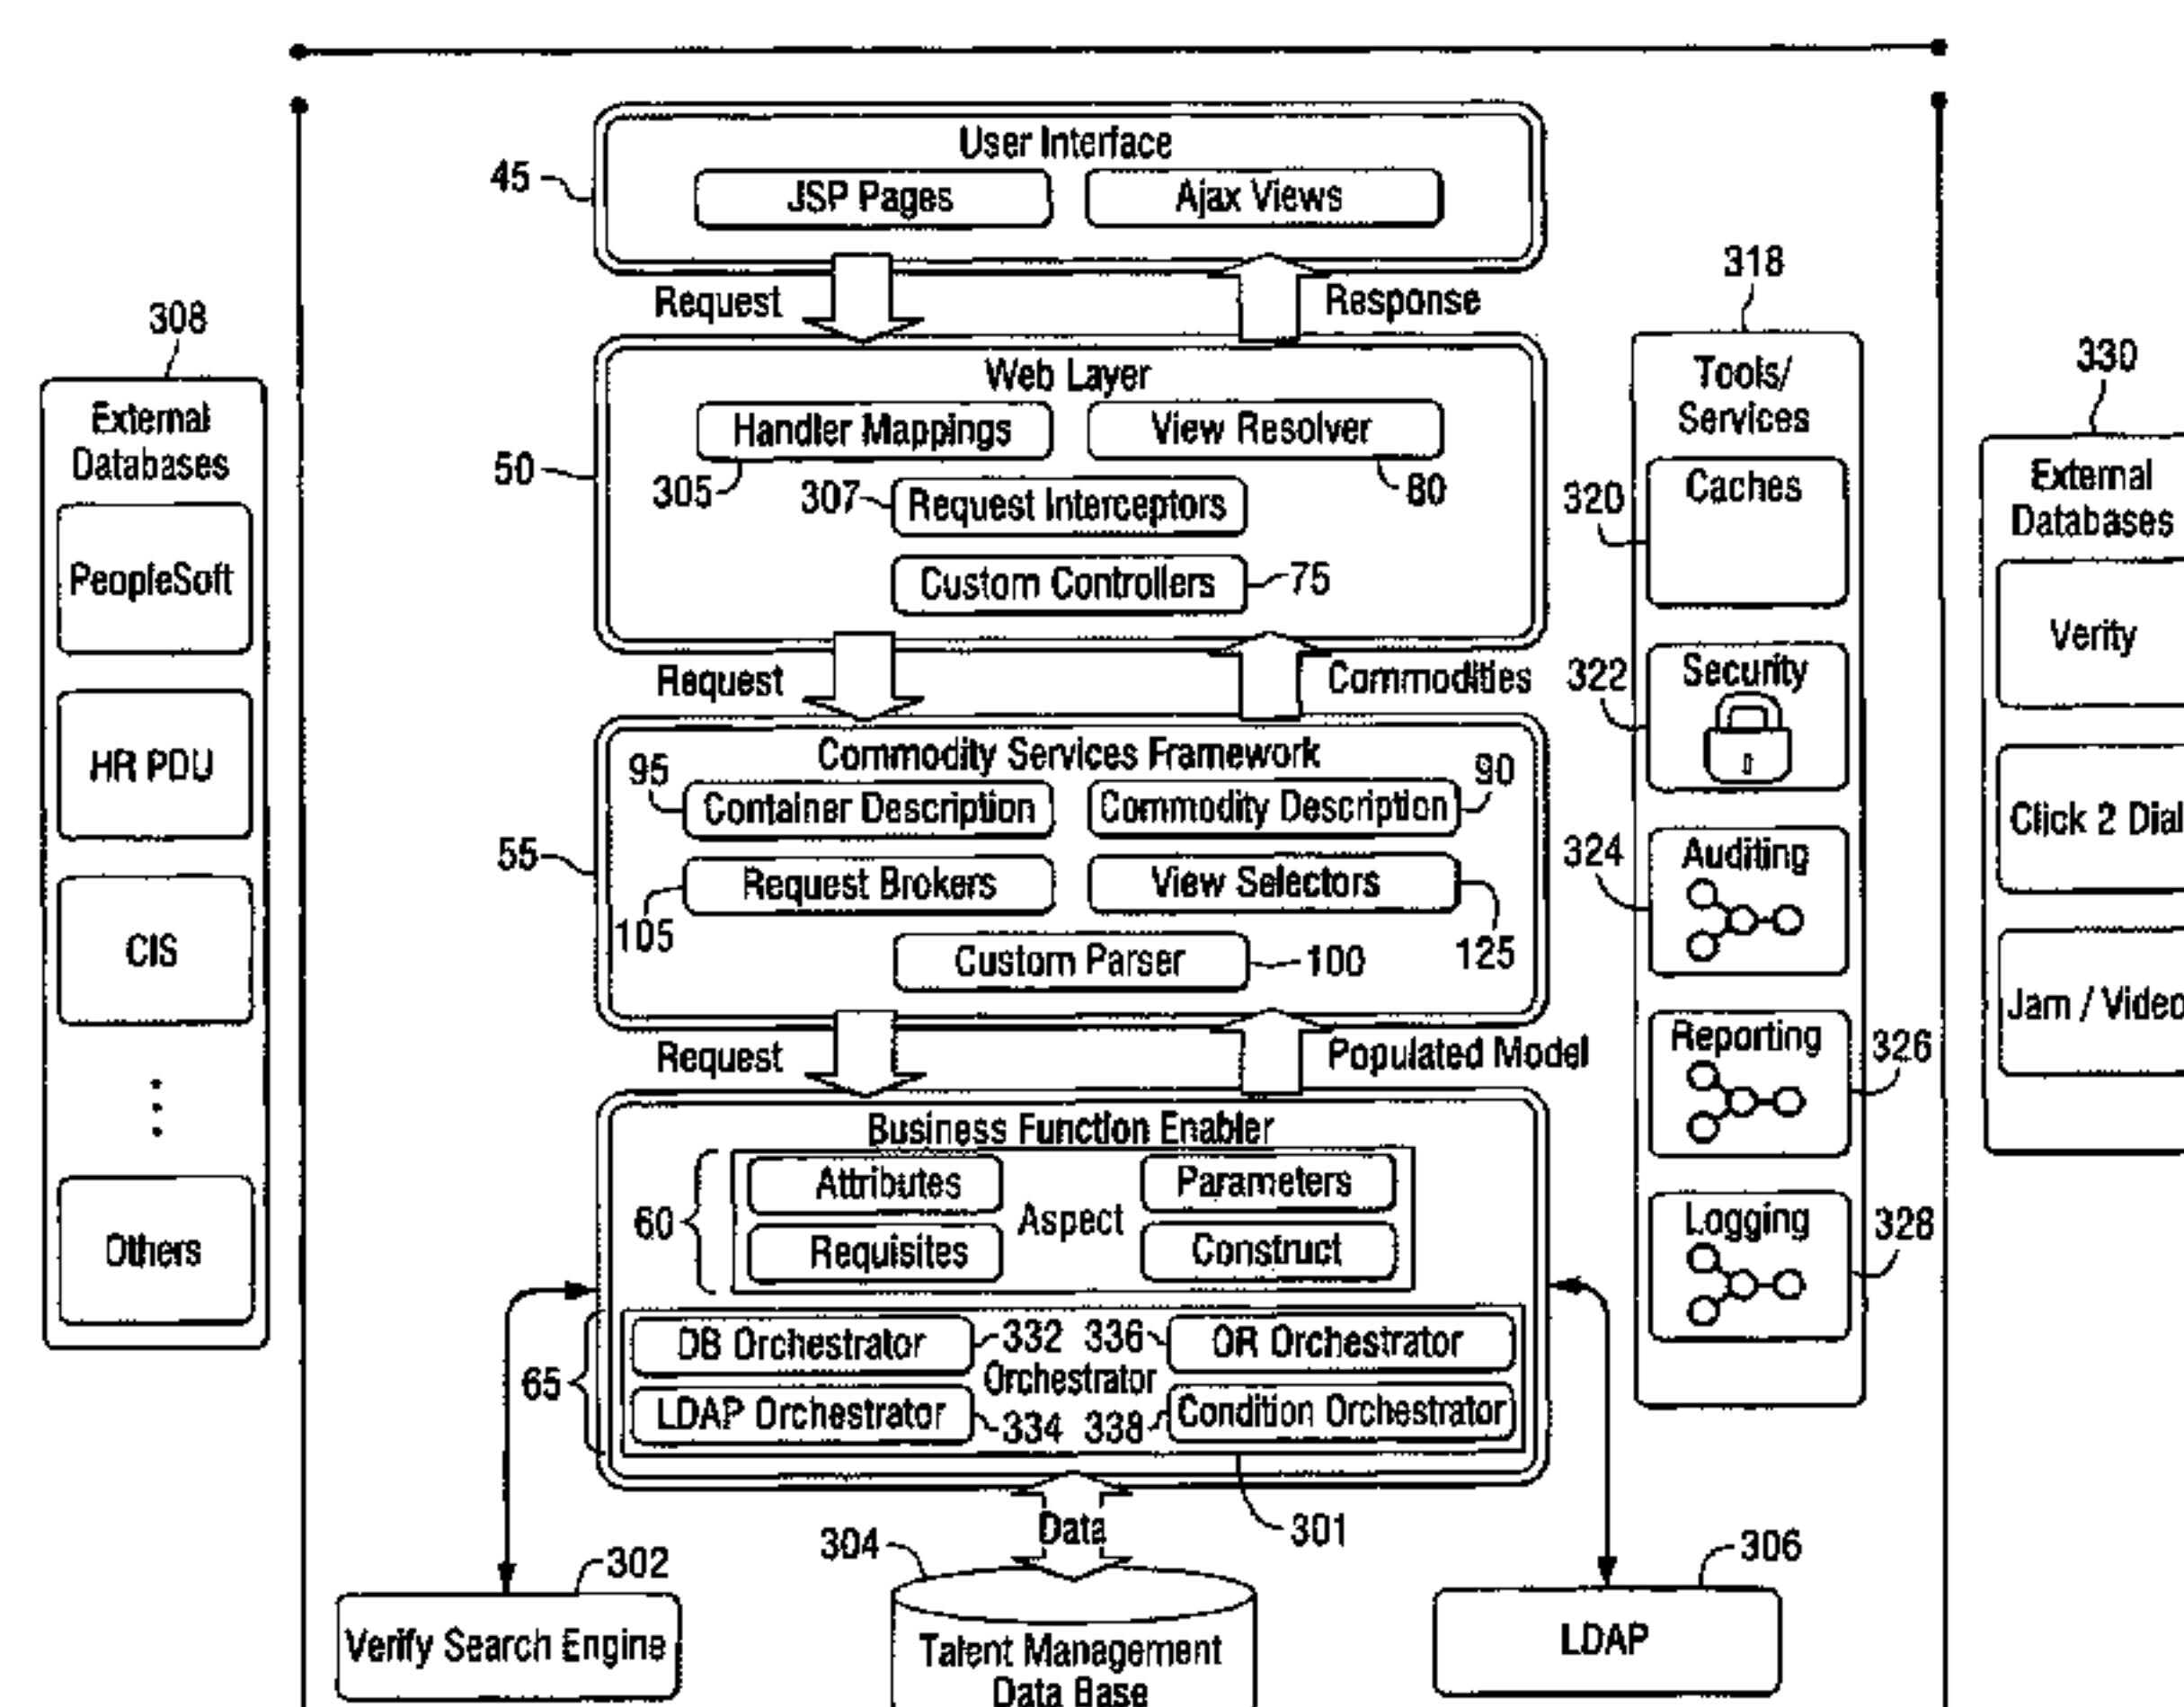 User Interface
45
JSP Pages
Ajax Views
Request
Response
308
External
Databases
PeopleSoft
HR PDU
CIS
Others
Web Layer
Handler Mappings
View Resolver
50
305
307
Request Interceptors
80
Custom Controllers
75
Request
Commodities
Commodity Services Framework
95
90
Container Description
Commodity Description
55
Request Brokers
View Selectors
105
125
Custom Parser
100
Request
Populated Model
Business Function Enabler
60
Attributes
Parameters
Aspect
Requisites
Construct
65
DB Orchestrator
332
336
OR Orchestrator
Orchestrator
LDAP Orchestrator
334
338
Condition Orchestrator
Data
301
302
Verify Search Engine
304
Talent Management
Data Base
306
LDAP
318
Tools/
Services
320
Caches
322
Security
324
Auditing
Reporting
326
Logging
328
330
External
Databases
Verify
Click 2 Dial
Jam / Video